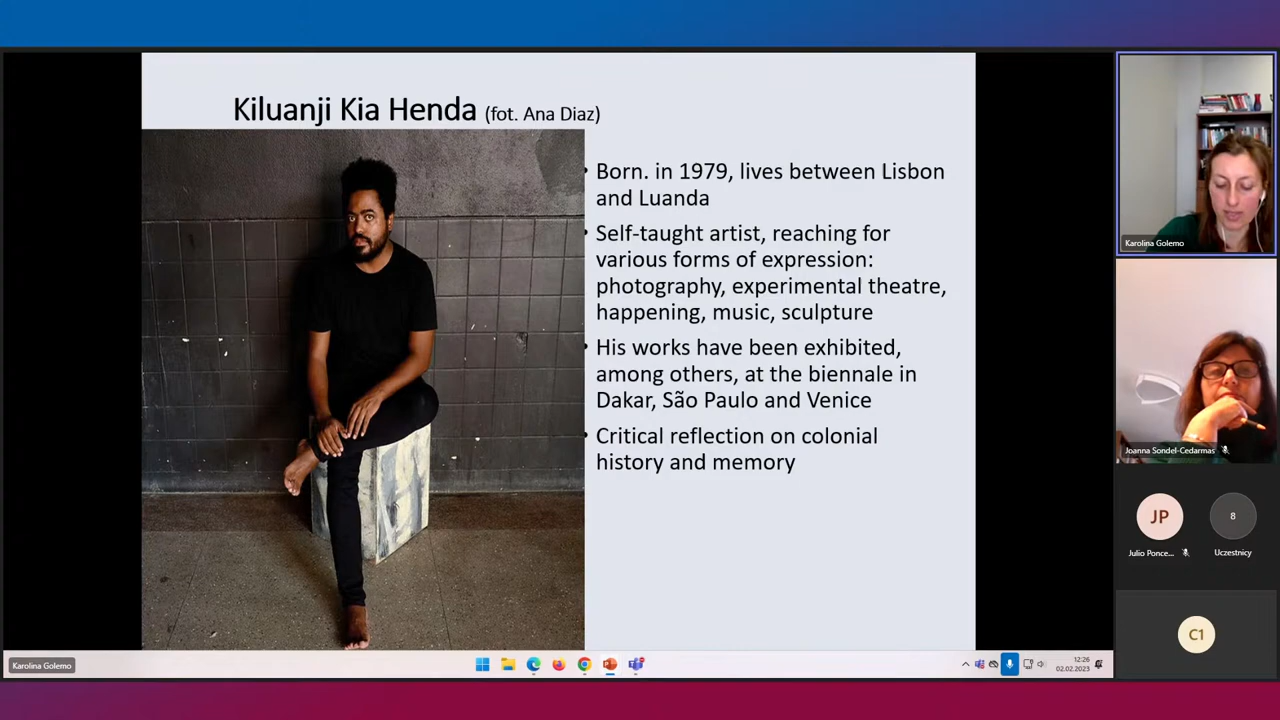 Kiluanji Kia Henda (fot. Ana Diaz)
• Born. in 1979, lives between Lisbon
and Luanda
• Self-taught artist, reaching for
various forms of expression:
photography, experimental theatre,
happening, music, sculpture
• His works have been exhibited,
among others, at the biennale in
Dakar, São Paulo and Venice
• Critical reflection on colonial
history and memory
Karolina Golemo
Joanna Sondel-Cedarmas
JP
Julio Ponce...
8
Uczestnicy
C1
Karolina Golemo
12:26
02.02.2023